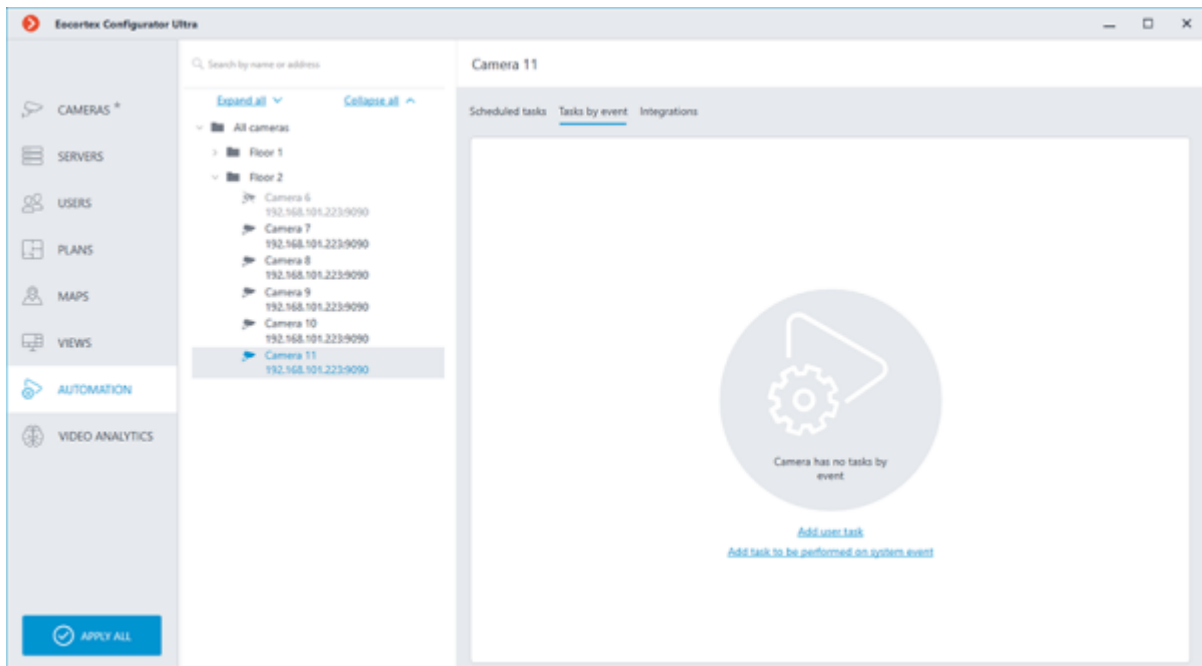 Eocortex Configurator Ultra
Search by name or address
Camera 11
Expand all
Collapse all
Scheduled tasks Tasks by event Integrations
CAMERAS *
SERVERS
USERS
PLANS
MAPS
VIEWS
AUTOMATION
VIDEO ANALYTICS
All cameras
Floor 1
Floor 2
Camera 6
192.168.101.223:9090
Camera 7
192.168.101.223:9090
Camera 8
192.168.101.223:9090
Camera 9
192.168.101.223:9090
Camera 10
192.168.101.223:9090
Camera 11
192.168.101.223:9090
Camera has no tasks by
event
Add user task
Add task to be performed on system event
APPLY ALL